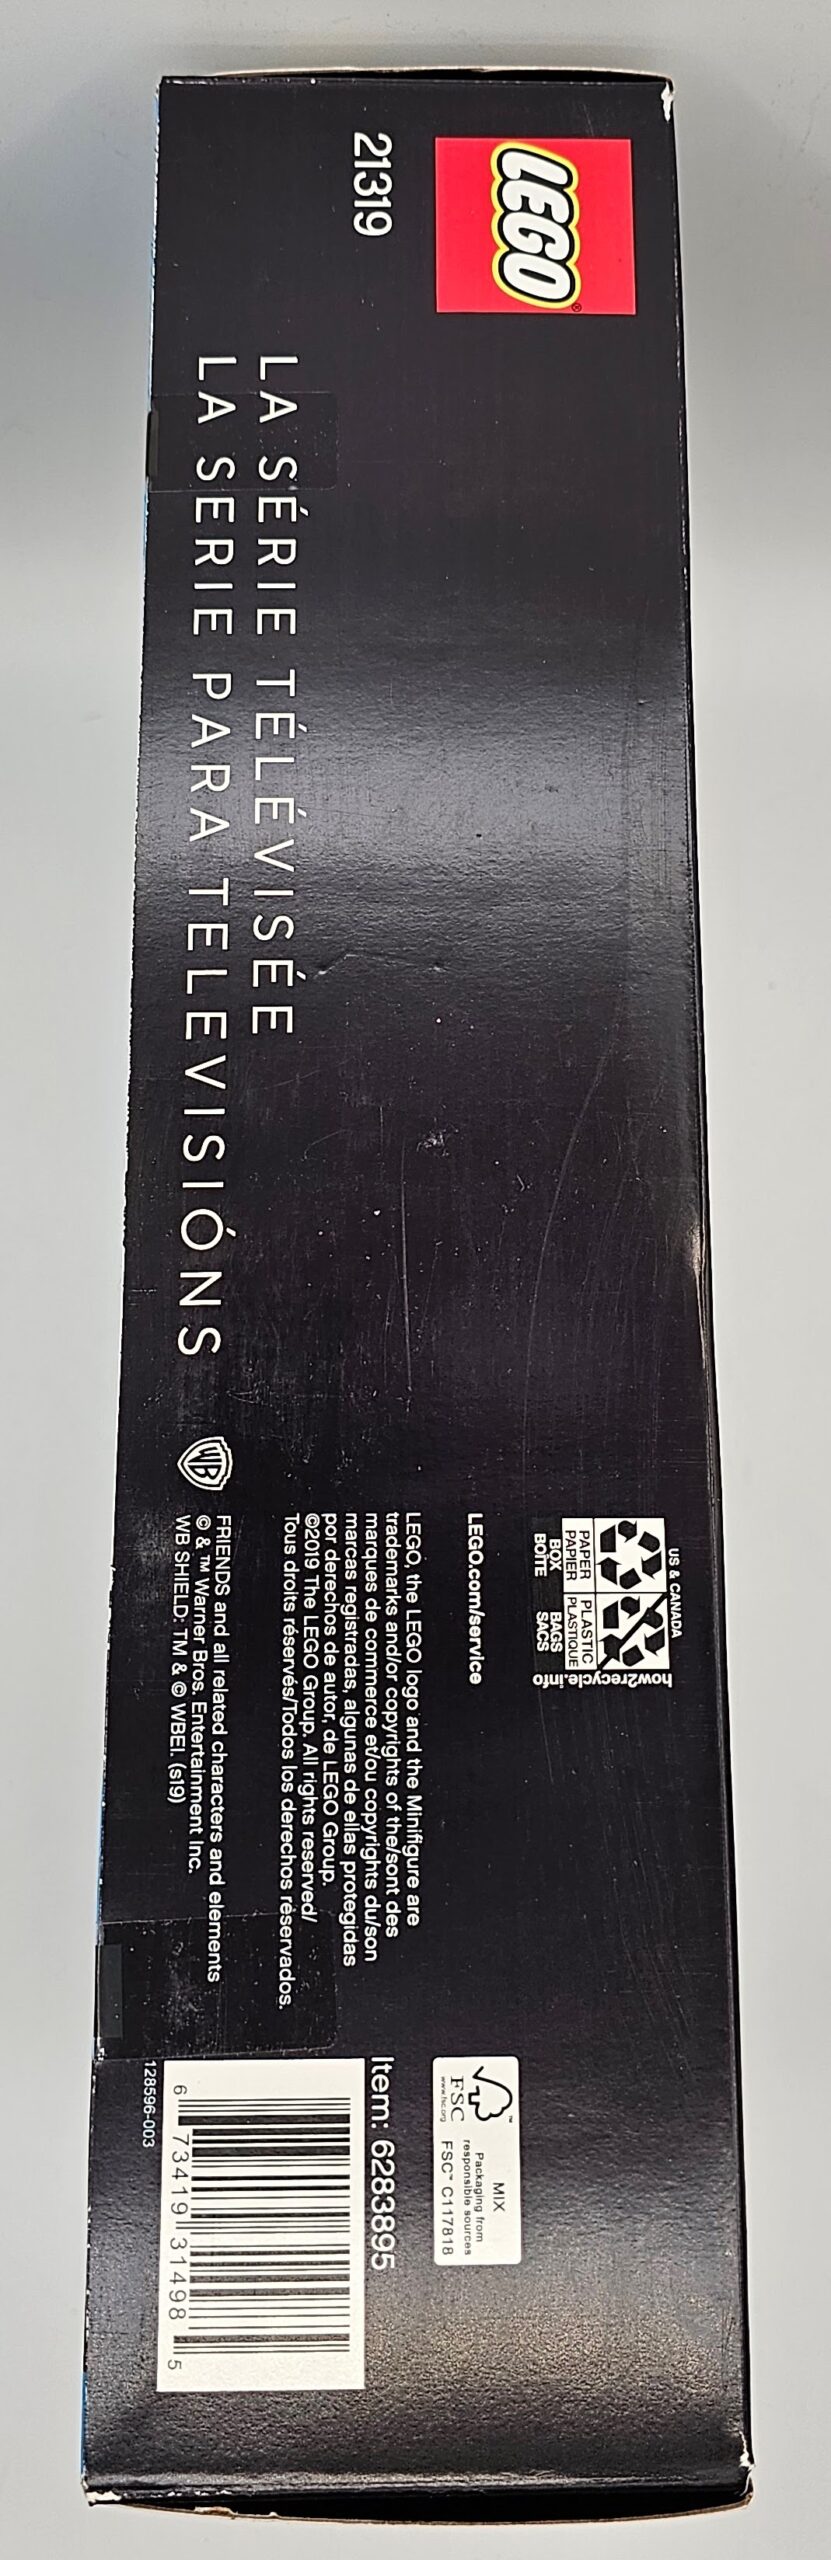 LEGO®
21319
LA SÉRIE TÉLÉVISÉE
LA SERIE PARA TELEVISIÓNS
US & CANADA
PAPER PLASTIC
PAPIER PLASTIQUE
BOX BAGS
BOÎTE SACS
how2recycle.info
LEGO.com/service
LEGO, the LEGO logo and the Minifigure are
trademarks and/or copyrights of the/sont des
marques de commerce et/ou copyrights du/son
marcas registradas, algunas de ellas protegidas
por derechos de autor, de LEGO Group.
©2019 The LEGO Group. All rights reserved/
Tous droits réservés/Todos los derechos réservados.
WB
FRIENDS and all related characters and elements
© & ™ Warner Bros. Entertainment Inc.
WB SHIELD: TM & © WBEI. (s19)
FSC™
www.fsc.org
MIX
Packaging from
responsible sources
FSC™ C117818
Item: 6283895
6 73419 31498 5
128596-003